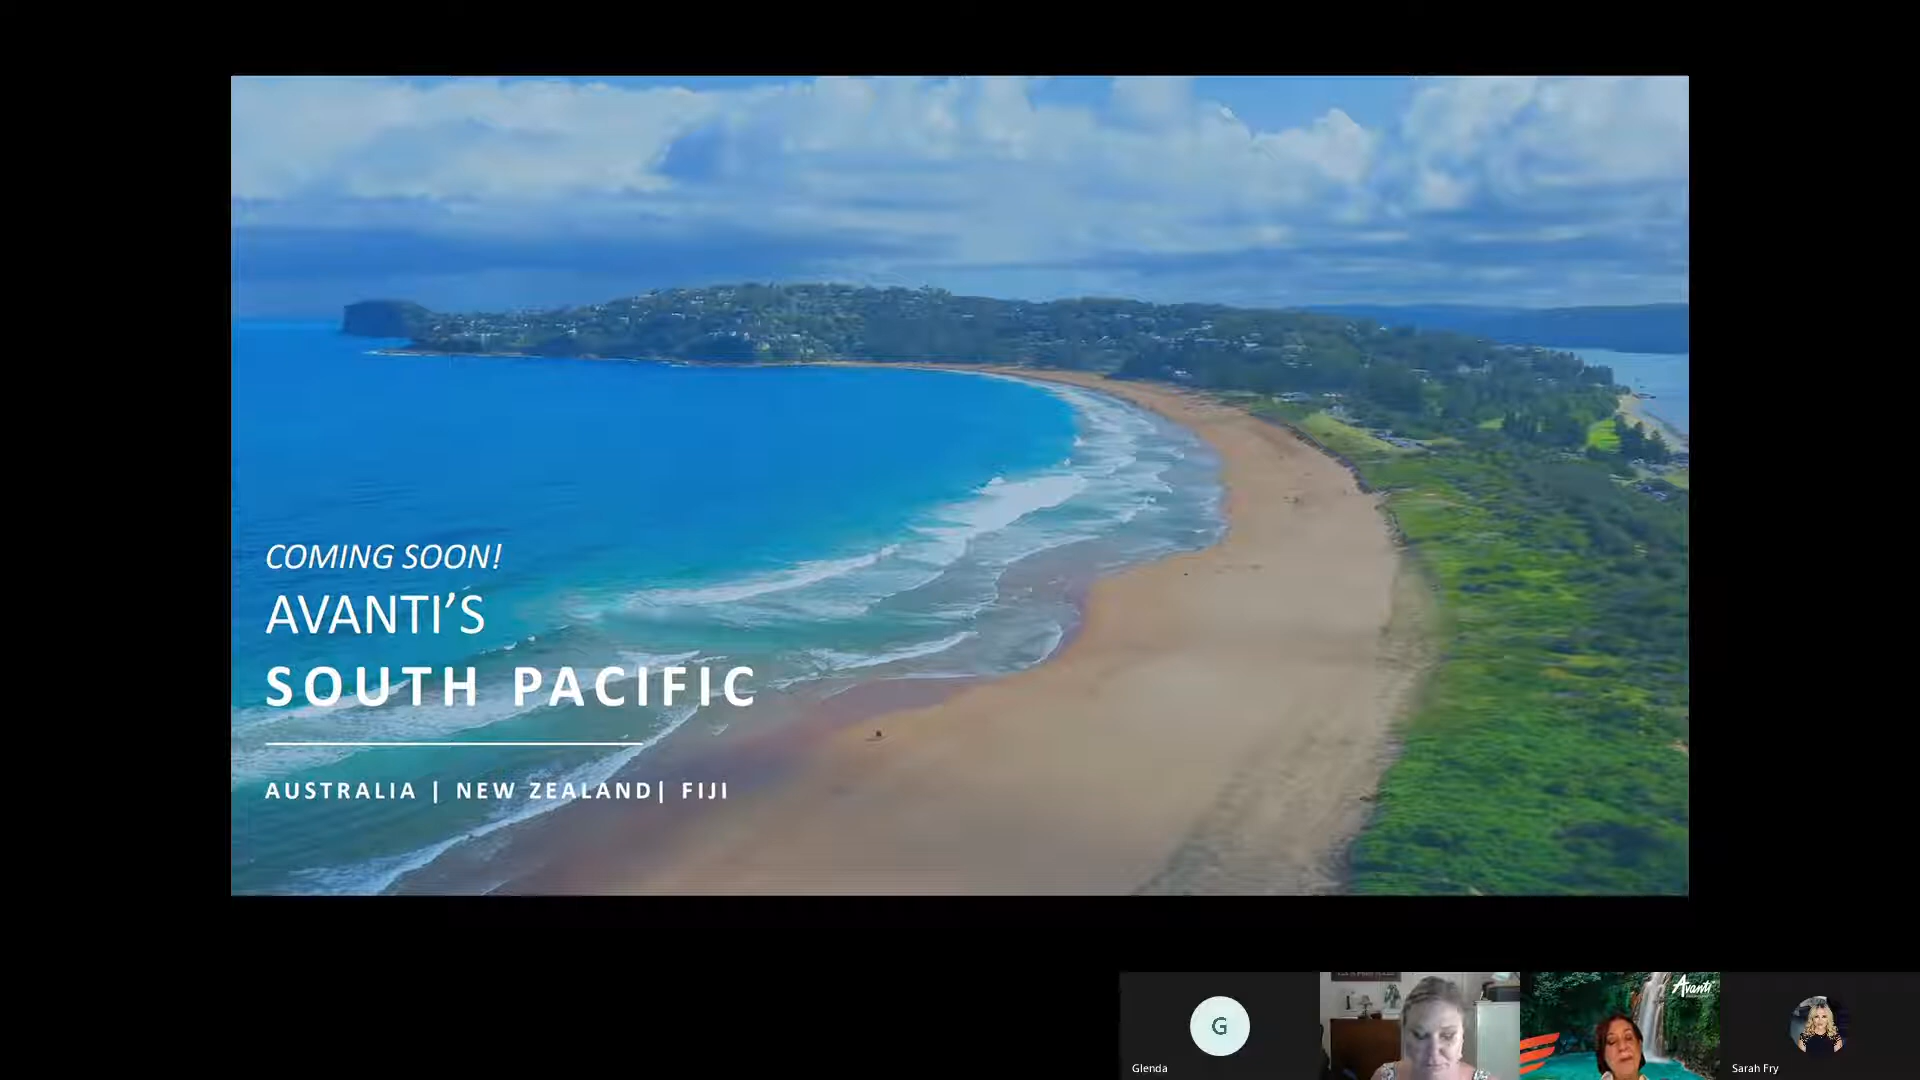 COMING SOON!
AVANTI’S
SOUTH PACIFIC
AUSTRALIA | NEW ZEALAND| FIJI
Avanti
G
Glenda
Sarah Fry